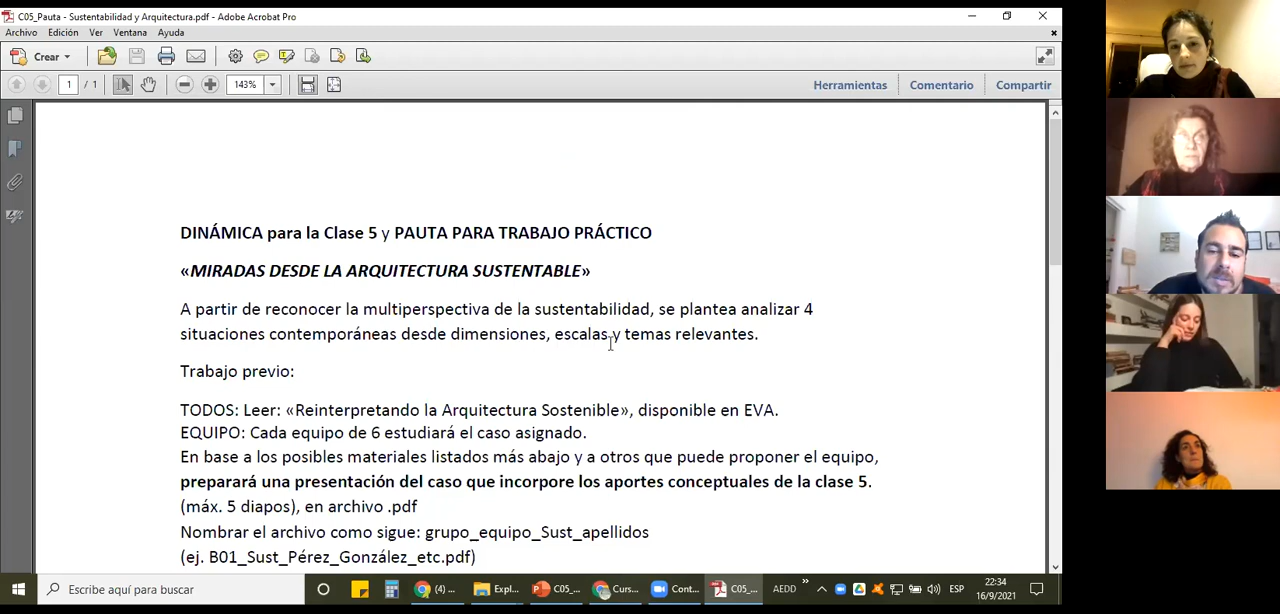 C05_Pauta - Sustentabilidad y Arquitectura.pdf - Adobe Acrobat Pro
Archivo Edición Ver Ventana Ayuda
Crear
1 / 1 143% Herramientas Comentario Compartir
DINÁMICA para la Clase 5 y PAUTA PARA TRABAJO PRÁCTICO
«MIRADAS DESDE LA ARQUITECTURA SUSTENTABLE»
A partir de reconocer la multiperspectiva de la sustentabilidad, se plantea analizar 4
situaciones contemporáneas desde dimensiones, escalas y temas relevantes.
Trabajo previo:
TODOS: Leer: «Reinterpretando la Arquitectura Sostenible», disponible en EVA.
EQUIPO: Cada equipo de 6 estudiará el caso asignado.
En base a los posibles materiales listados más abajo y a otros que puede proponer el equipo,
preparará una presentación del caso que incorpore los aportes conceptuales de la clase 5.
(máx. 5 diapos), en archivo .pdf
Nombrar el archivo como sigue: grupo_equipo_Sust_apellidos
(ej. B01_Sust_Pérez_González_etc.pdf)
Escribe aquí para buscar (4) ... Expl... C05_... Curs... Cont... C05_... AEDD » ESP 22:34
16/9/2021